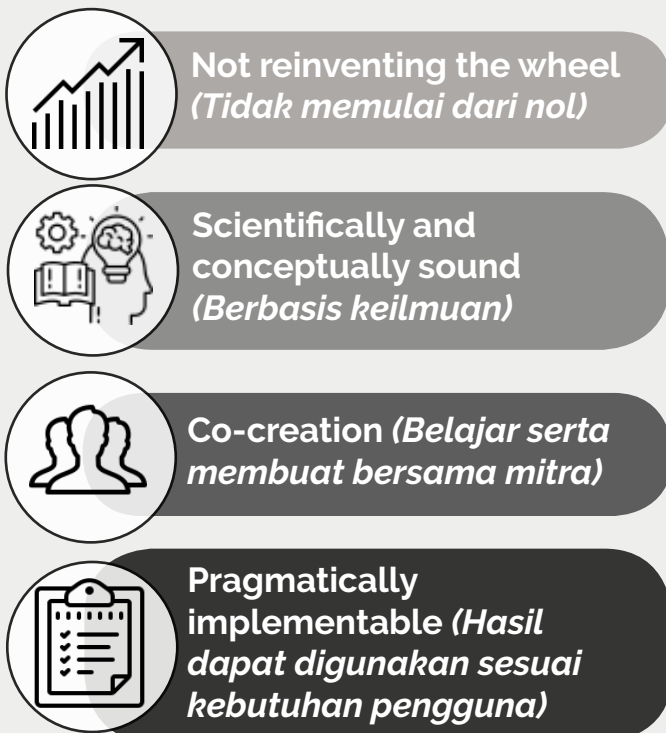 Not reinventing the wheel
(Tidak memulai dari nol)
Scientifically and
conceptually sound
(Berbasis keilmuan)
Co-creation (Belajar serta
membuat bersama mitra)
Pragmatically
implementable (Hasil
dapat digunakan sesuai
kebutuhan pengguna)